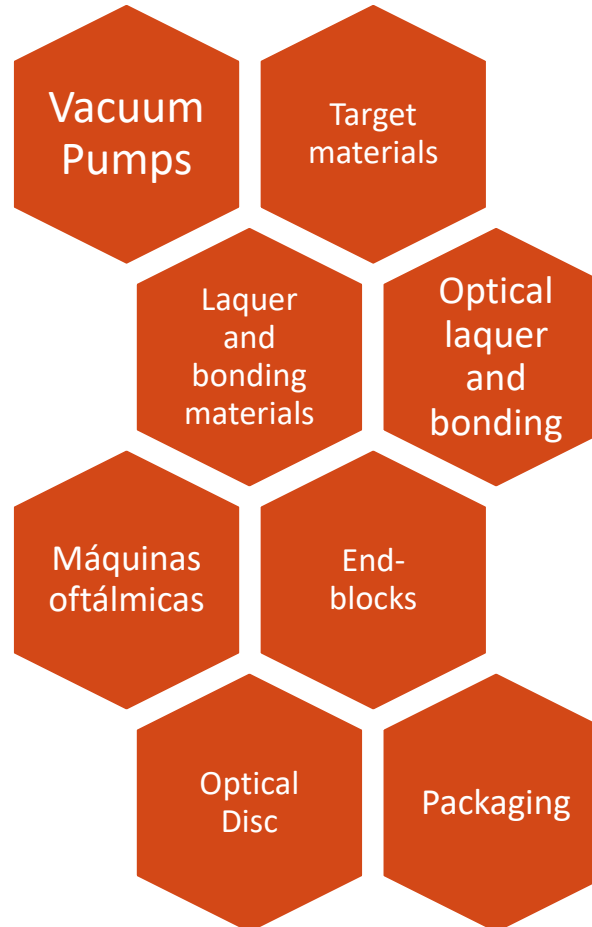 Vacuum
Pumps
Target
materials
Laquer
and
bonding
materials
Optical
laquer
and
bonding
Máquinas
oftálmicas
End-
blocks
Optical
Disc
Packaging